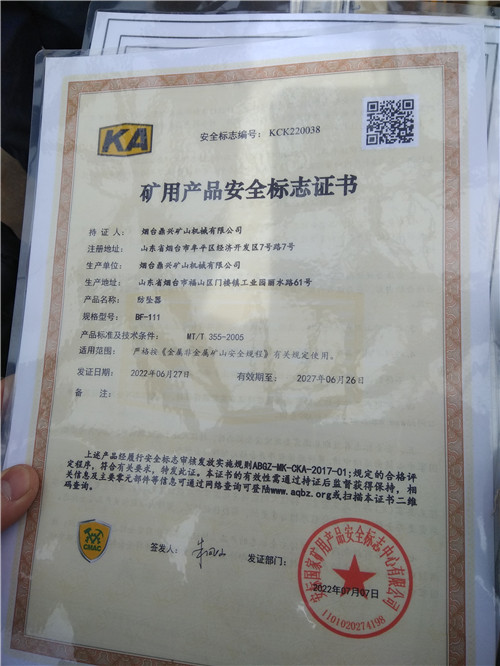 KA
安全标志编号: KCK220038
矿用产品安全标志证书
持 证 人: 烟台鼎兴矿山机械有限公司
注册地址: 山东省烟台市牟平区经济开发区7号路7号
生产单位: 烟台鼎兴矿山机械有限公司
生产地址: 山东省烟台市福山区门楼镇工业园丽水路61号
产品名称: 防坠器
规格型号: BF-111
产品标准及技术条件: MT/T 355-2005
适用范围: 严格按《金属非金属矿山安全规程》有关规定使用。
发证日期: 2022年06月27日 有效期至: 2027年06月26日
备 注:
上述产品经履行安全标志审核发放实施规则ABGZ-MK-CKA-2017-01;规定的合格评
定程序,符合有关要求,特发此证。本证书的有效性需通过持证后监督获得保持,相
关信息及主要零元部件等信息可通过网络查询可登陆www.aqbz.org或扫描本证书二维
码查询。
CMAC
签发人: 发证部门:
安标国家矿用产品安全标志中心有限公司
2022年07月07日
1101020274198